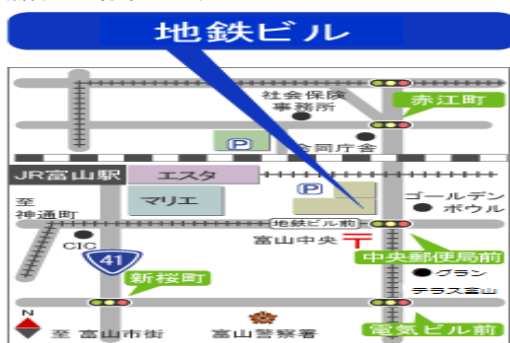 地鉄ビル
社会保険
事務所
赤江町
P
合同庁舎
JR富山駅
エスタ
P
至
神通町
マリエ
ゴールデン
ボウル
地鉄ビル前
CIC
富山中央〒
中央郵便局前
41
新桜町
グラン
テラス富山
N
至 富山市街
富山警察署
電気ビル前